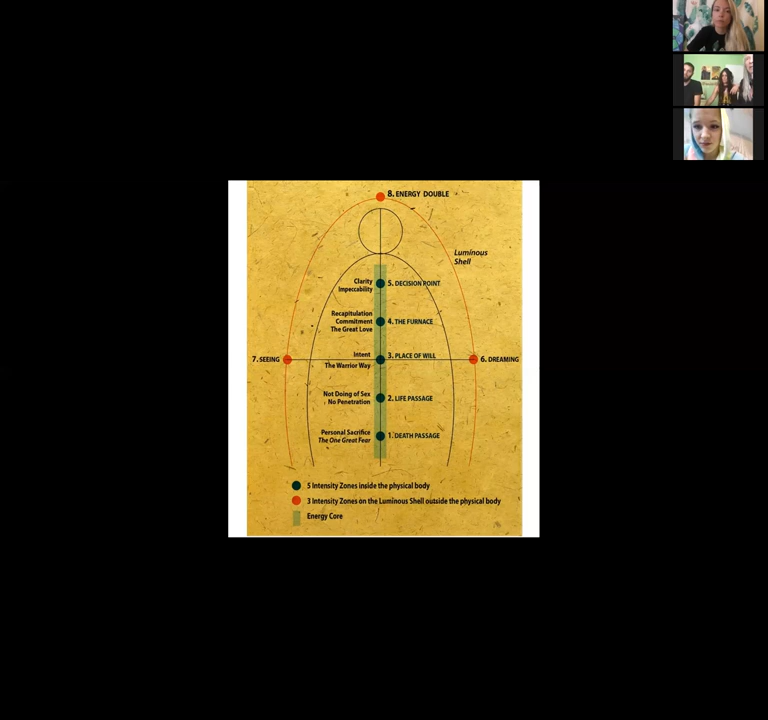 8. ENERGY DOUBLE
Luminous
Shell
Clarity
Impeccability
5. DECISION POINT
Recapitulation
Commitment
The Great Love
4. THE FURNACE
7. SEEING
Intent
The Warrior Way
3. PLACE OF WILL
6. DREAMING
Not Doing of Sex
No Penetration
2. LIFE PASSAGE
Personal Sacrifice
The One Great Fear
1. DEATH PASSAGE
5 Intensity Zones inside the physical body
3 Intensity Zones on the Luminous Shell outside the physical body
Energy Core